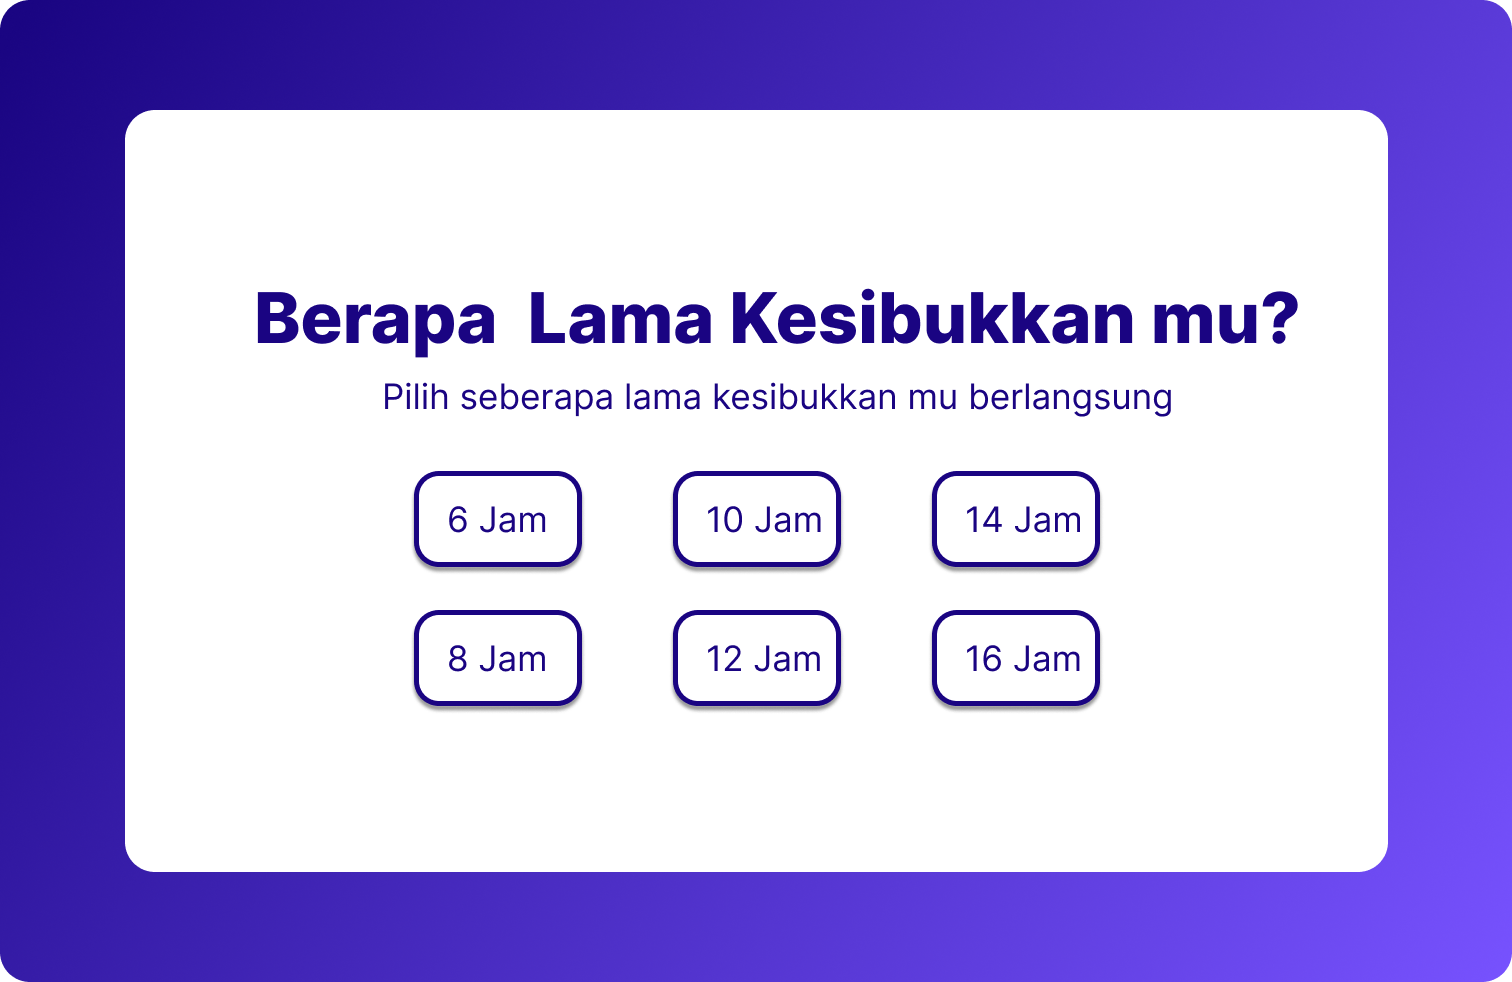 Berapa  Lama Kesibukkan mu?
Pilih seberapa lama kesibukkan mu berlangsung
6 Jam
10 Jam
14 Jam
8 Jam
12 Jam
16 Jam